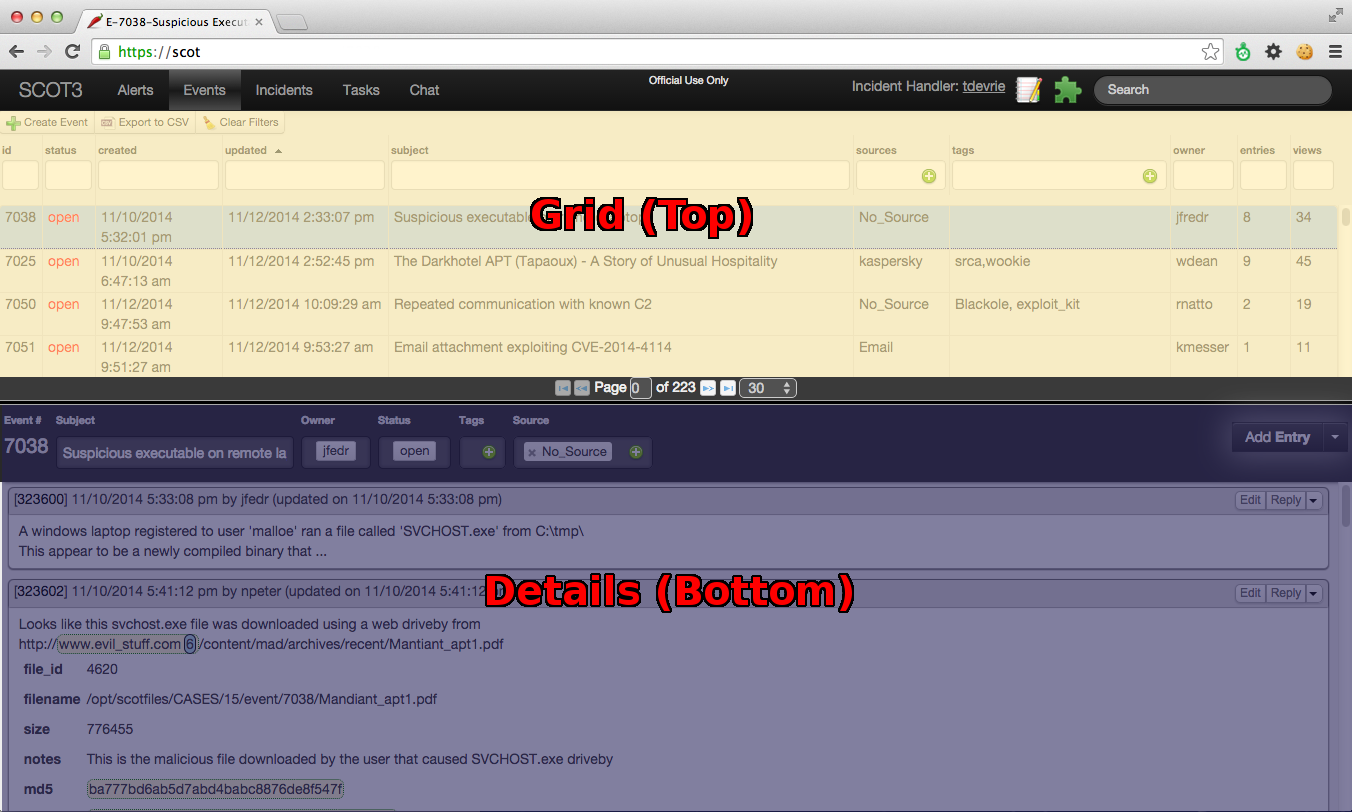 E-7038-Suspicious Execut
https://scot
SCOT3 Alerts Events Incidents Tasks Chat Official Use Only Incident Handler: tdevrie Search
Create Event Export to CSV Clear Filters
id status created updated subject sources tags owner entries views
7038 open 11/10/2014 5:32:01 pm 11/12/2014 2:33:07 pm Suspicious executable No_Source jfredr 8 34
Grid (Top)
7025 open 11/10/2014 6:47:13 am 11/12/2014 2:52:45 pm The Darkhotel APT (Tapaoux) - A Story of Unusual Hospitality kaspersky srca,wookie wdean 9 45
7050 open 11/12/2014 9:47:53 am 11/12/2014 10:09:29 am Repeated communication with known C2 No_Source Blackole, exploit_kit rnatto 2 19
7051 open 11/12/2014 9:51:27 am 11/12/2014 9:53:27 am Email attachment exploiting CVE-2014-4114 Email kmesser 1 11
Page 0 of 223 30
Event # Subject Owner Status Tags Source
7038 Suspicious executable on remote la jfedr open No_Source Add Entry
[323600] 11/10/2014 5:33:08 pm by jfedr (updated on 11/10/2014 5:33:08 pm) Edit Reply
A windows laptop registered to user 'malloe' ran a file called 'SVCHOST.exe' from C:\tmp\
This appear to be a newly compiled binary that ...
Details (Bottom)
[323602] 11/10/2014 5:41:12 pm by npeter (updated on 11/10/2014 5:41:12 Edit Reply
Looks like this svchost.exe file was downloaded using a web driveby from
http://www.evil_stuff.com 6/content/mad/archives/recent/Mantiant_apt1.pdf
file_id 4620
filename /opt/scotfiles/CASES/15/event/7038/Mandiant_apt1.pdf
size 776455
notes This is the malicious file downloaded by the user that caused SVCHOST.exe driveby
md5 ba777bd6ab5d7abd4babc8876de8f547f